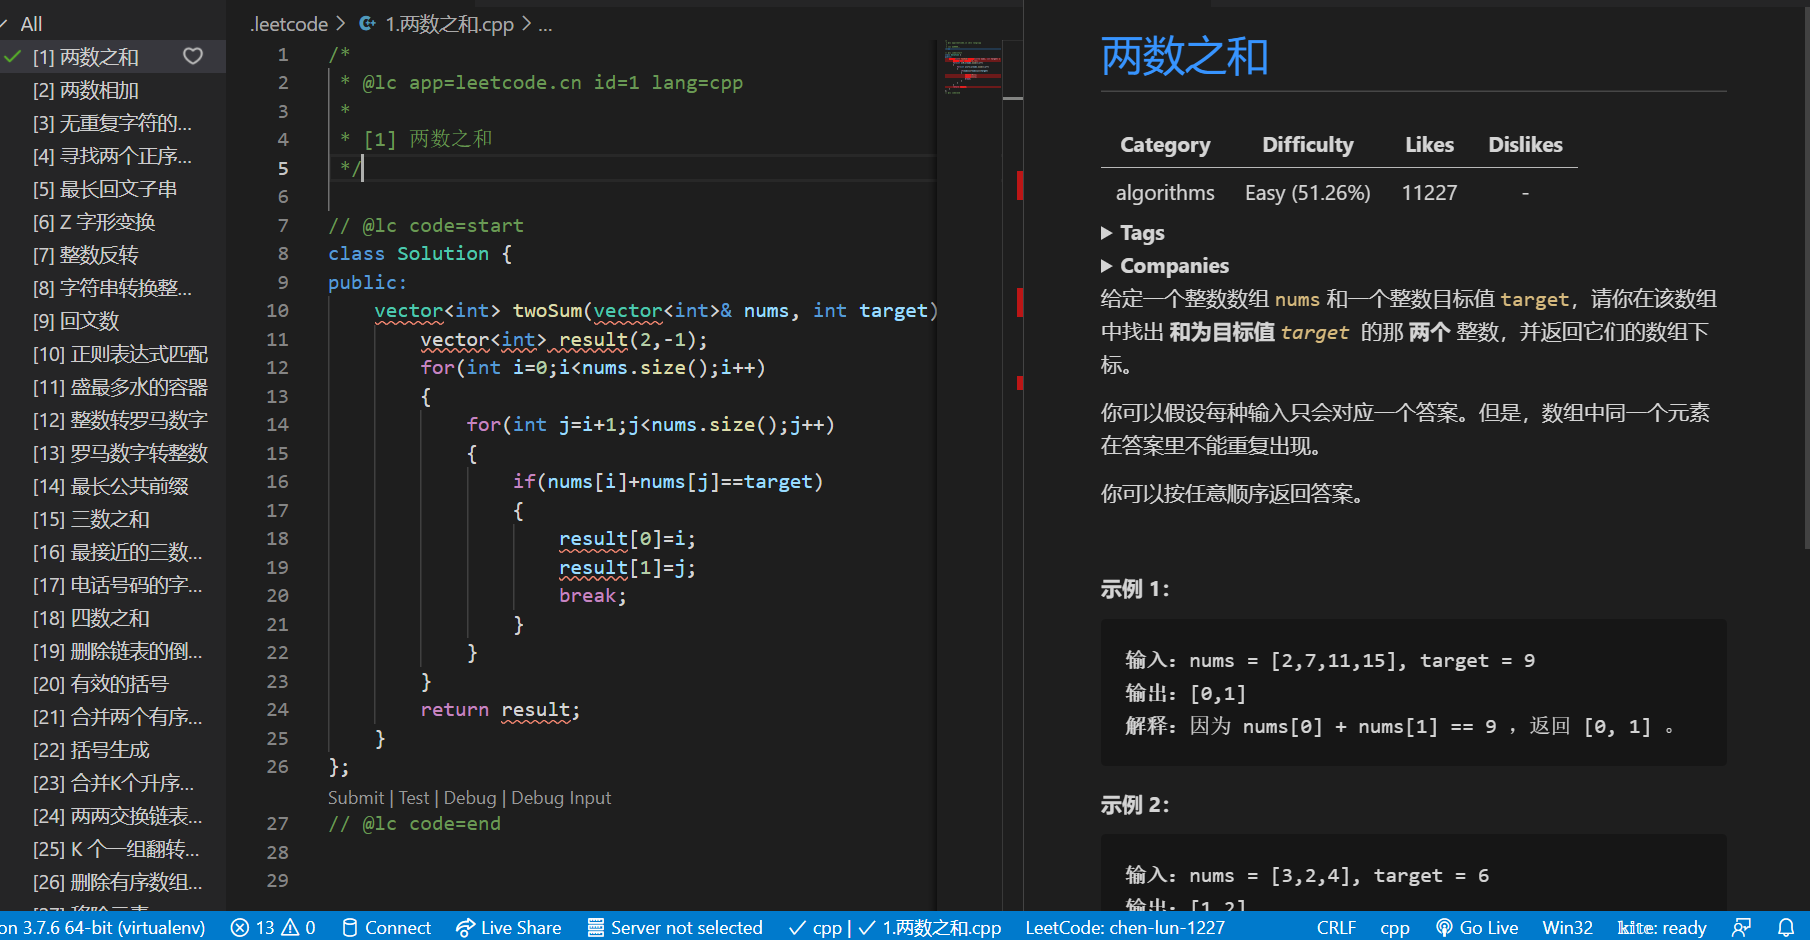 All
[1] 两数之和
[2] 两数相加
[3] 无重复字符的...
[4] 寻找两个正序...
[5] 最长回文子串
[6] Z 字形变换
[7] 整数反转
[8] 字符串转换整...
[9] 回文数
[10] 正则表达式匹配
[11] 盛最多水的容器
[12] 整数转罗马数字
[13] 罗马数字转整数
[14] 最长公共前缀
[15] 三数之和
[16] 最接近的三数...
[17] 电话号码的字...
[18] 四数之和
[19] 删除链表的倒...
[20] 有效的括号
[21] 合并两个有序...
[22] 括号生成
[23] 合并K个升序...
[24] 两两交换链表...
[25] K 个一组翻转...
[26] 删除有序数组...
.leetcode > 1.两数之和.cpp > ...
1 /*
2 * @lc app=leetcode.cn id=1 lang=cpp
3 *
4 * [1] 两数之和
5 */
6
7 // @lc code=start
8 class Solution {
9 public:
10 vector<int> twoSum(vector<int>& nums, int target)
11 vector<int> result(2,-1);
12 for(int i=0;i<nums.size();i++)
13 {
14 for(int j=i+1;j<nums.size();j++)
15 {
16 if(nums[i]+nums[j]==target)
17 {
18 result[0]=i;
19 result[1]=j;
20 break;
21 }
22 }
23 }
24 return result;
25 }
26 };
Submit | Test | Debug | Debug Input
27 // @lc code=end
28
29
两数之和
Category Difficulty Likes Dislikes
algorithms Easy (51.26%) 11227 -
Tags
Companies
给定一个整数数组 nums 和一个整数目标值 target，请你在该数组
中找出 和为目标值 target 的那 两个 整数，并返回它们的数组下
标。
你可以假设每种输入只会对应一个答案。但是，数组中同一个元素
在答案里不能重复出现。
你可以按任意顺序返回答案。
示例 1：
输入：nums = [2,7,11,15], target = 9
输出：[0,1]
解释：因为 nums[0] + nums[1] == 9 ，返回 [0, 1] 。
示例 2：
输入：nums = [3,2,4], target = 6
输出：[1,2]
on 3.7.6 64-bit (virtualenv) 13 0 Connect Live Share Server not selected cpp | 1.两数之和.cpp LeetCode: chen-lun-1227 CRLF cpp Go Live Win32 kite: ready